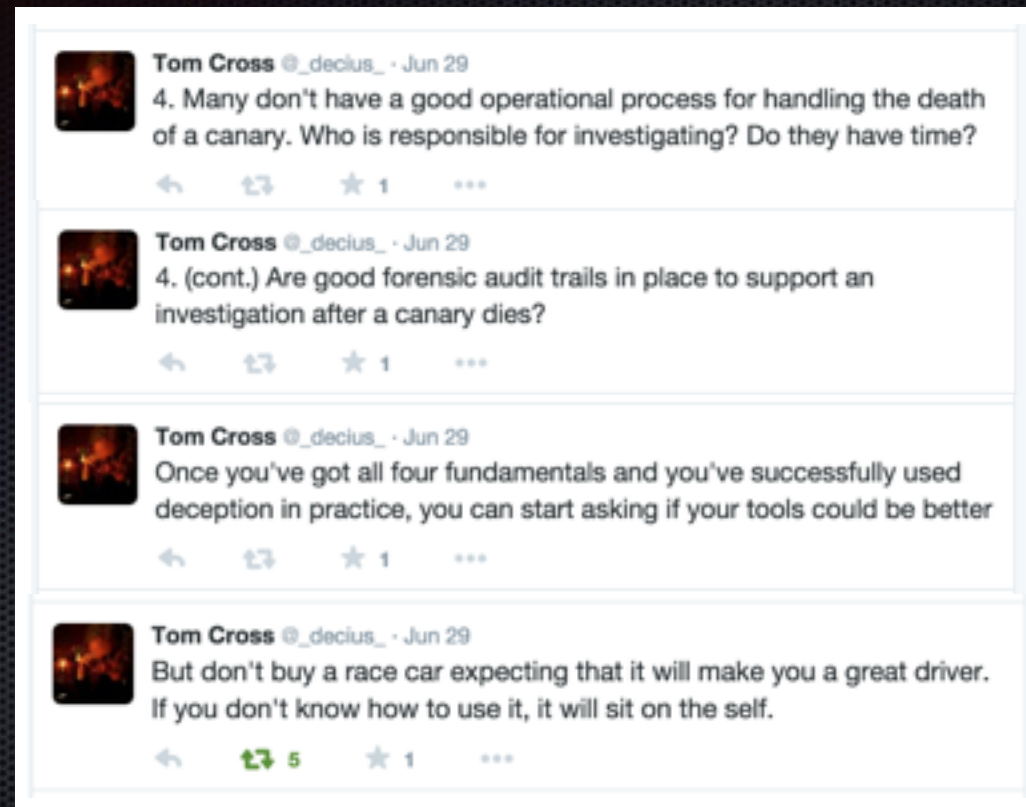 Tom Cross @_decius_ · Jun 29
4. Many don't have a good operational process for handling the death
of a canary. Who is responsible for investigating? Do they have time?
1
Tom Cross @_decius_ · Jun 29
4. (cont.) Are good forensic audit trails in place to support an
investigation after a canary dies?
1
Tom Cross @_decius_ · Jun 29
Once you've got all four fundamentals and you've successfully used
deception in practice, you can start asking if your tools could be better
1
Tom Cross @_decius_ · Jun 29
But don't buy a race car expecting that it will make you a great driver.
If you don't know how to use it, it will sit on the self.
5 1